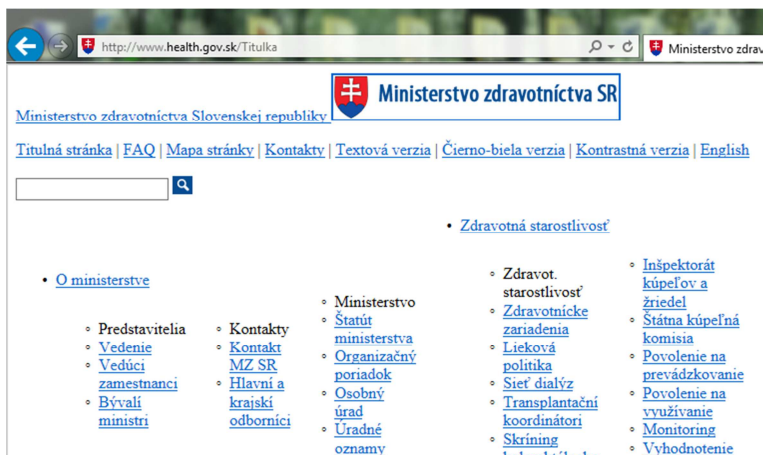 http://www.health.gov.sk/Titulka
Ministerstvo zdrav
Ministerstvo zdravotníctva Slovenskej republiky
Ministerstvo zdravotníctva SR
Titulná stránka | FAQ | Mapa stránky | Kontakty | Textová verzia | Čierno-biela verzia | Kontrastná verzia | English
• O ministerstve
◦ Predstavitelia
◦ Vedenie
◦ Vedúci
zamestnanci
◦ Bývalí
ministri
◦ Kontakty
◦ Kontakt
MZ SR
◦ Hlavní a
krajskí
odborníci
◦ Ministerstvo
◦ Štatút
ministerstva
◦ Organizačný
poriadok
◦ Osobný
úrad
◦ Úradné
oznamy
• Zdravotná starostlivosť
◦ Zdravot.
starostlivosť
◦ Zdravotnícke
zariadenia
◦ Lieková
politika
◦ Sieť dialýz
◦ Transplantační
koordinátori
◦ Skríning
◦ Inšpektorát
kúpeľov a
žriedel
◦ Štátna kúpeľná
komisia
◦ Povolenie na
prevádzkovanie
◦ Povolenie na
využívanie
◦ Monitoring
◦ Vyhodnotenie